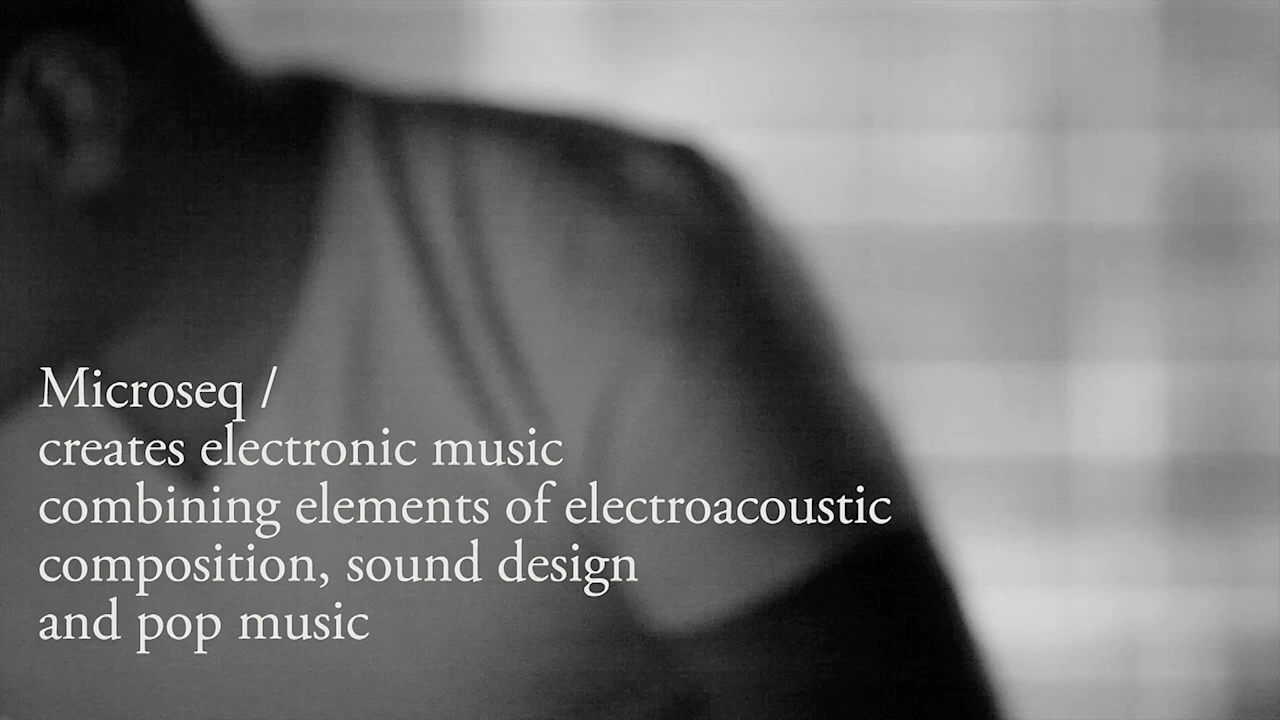 Microseq /
creates electronic music
combining elements of electroacoustic
composition, sound design
and pop music